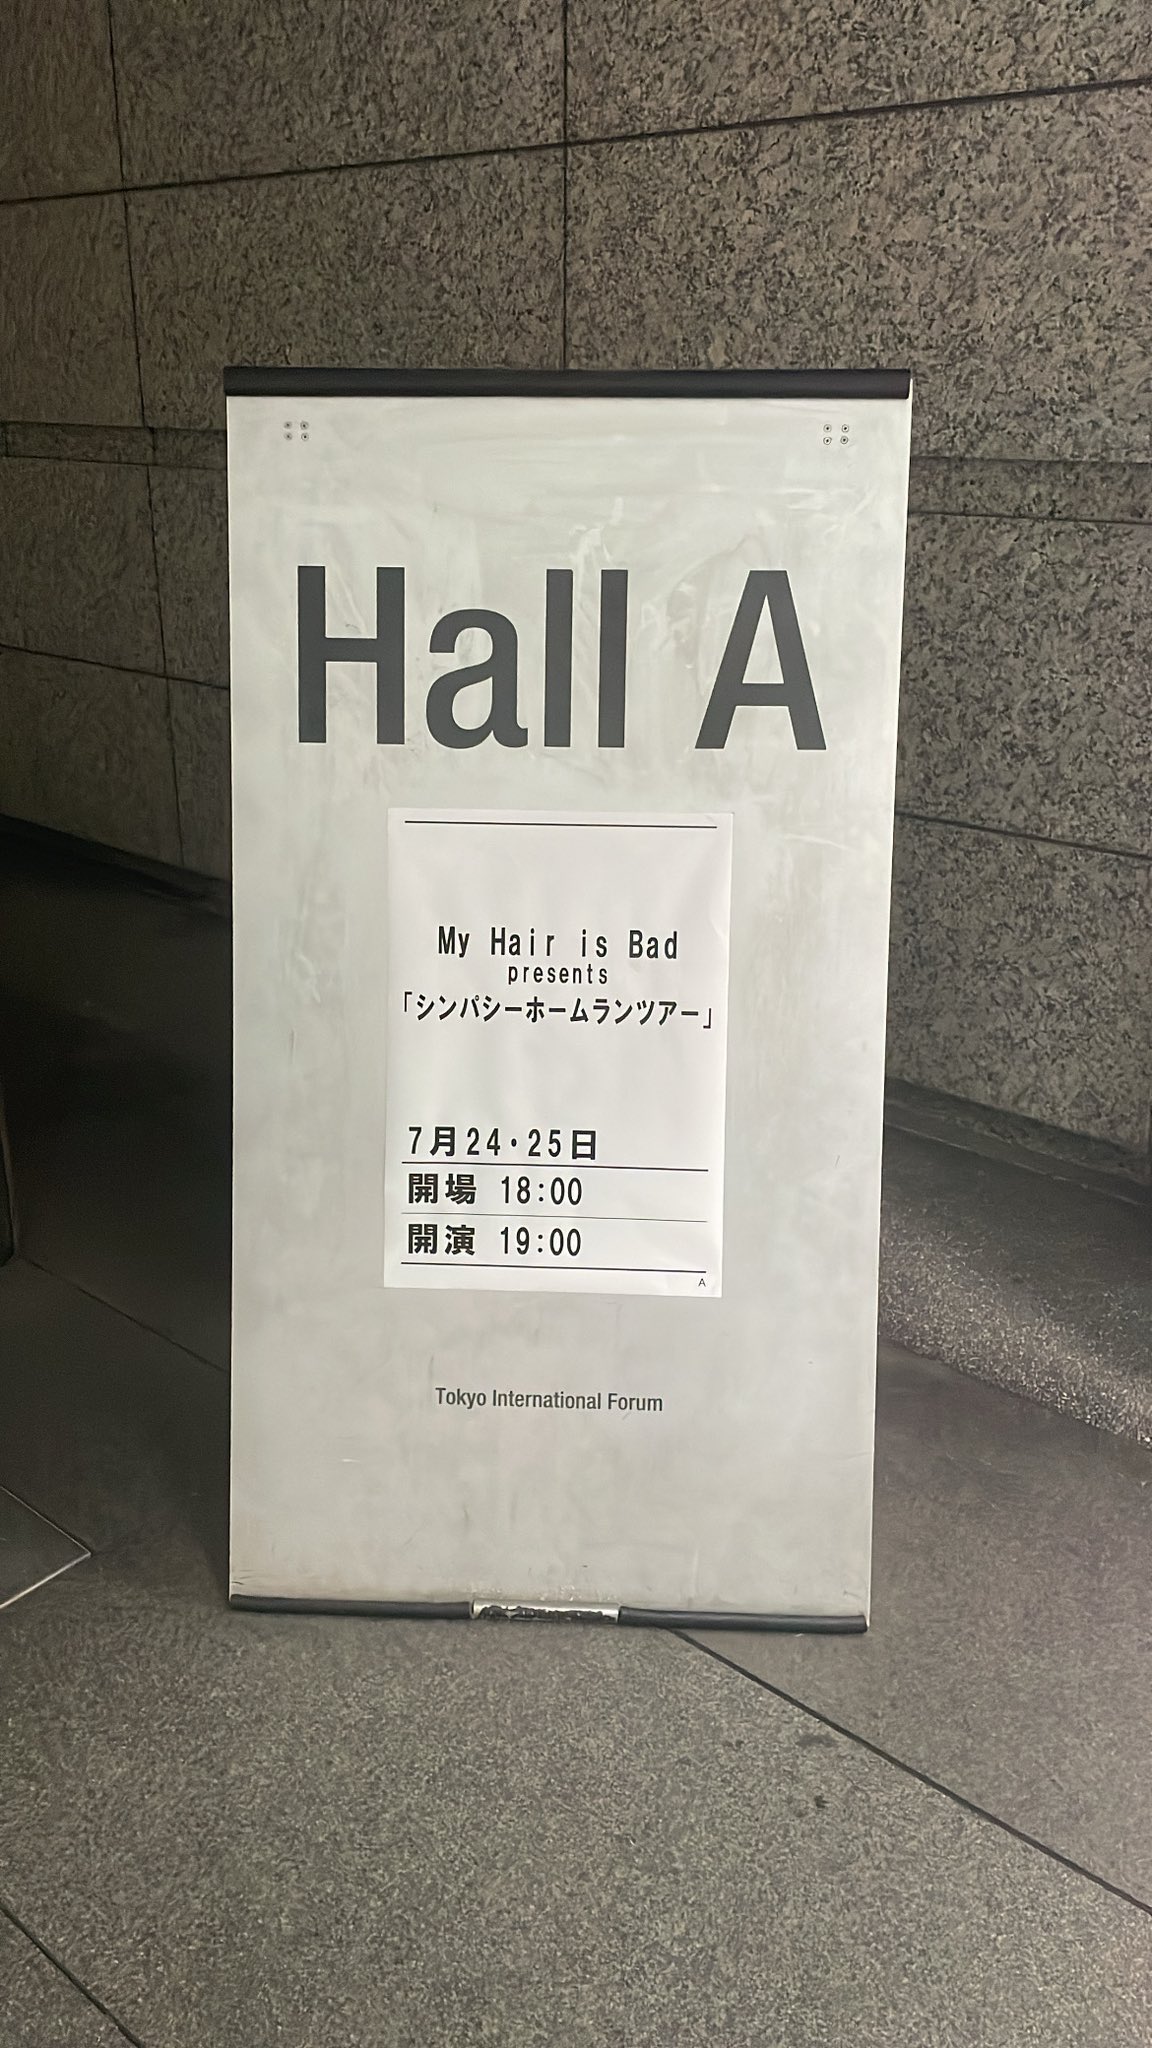 Hall A
My Hair is Bad
presents
「シンパシーホームランツアー」
7月24・25日
開場 18:00
開演 19:00
A
Tokyo International Forum